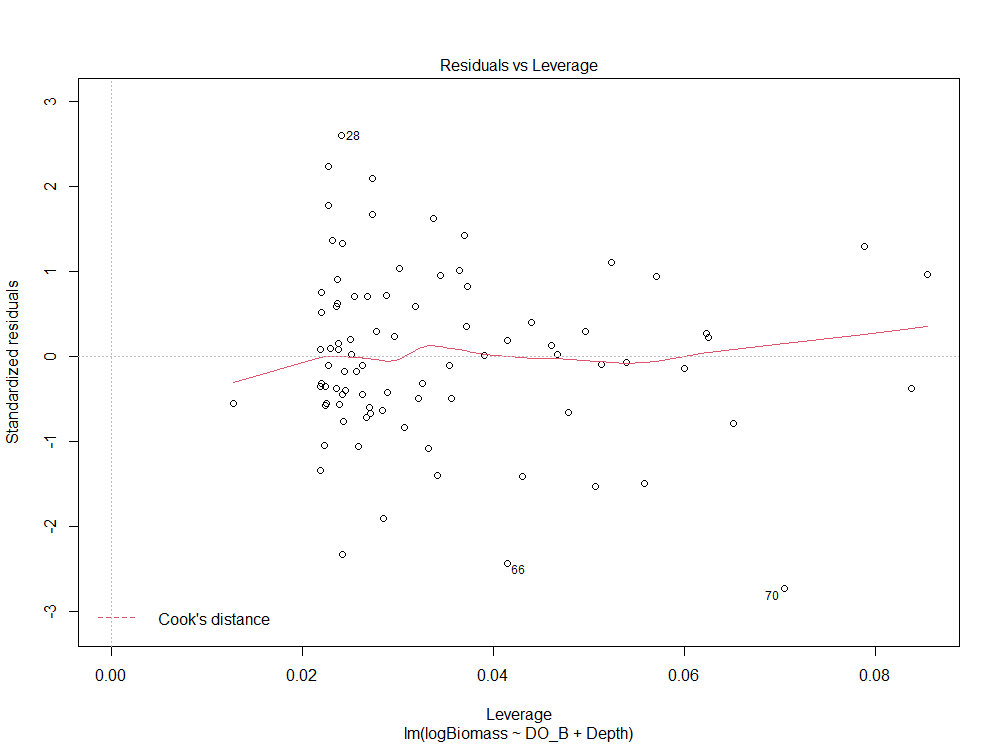 Residuals vs Leverage
Standardized residuals
3
2
1
0
-1
-2
-3
28
66
70
Cook's distance
0.00 0.02 0.04 0.06 0.08
Leverage
lm(logBiomass ~ DO_B + Depth)